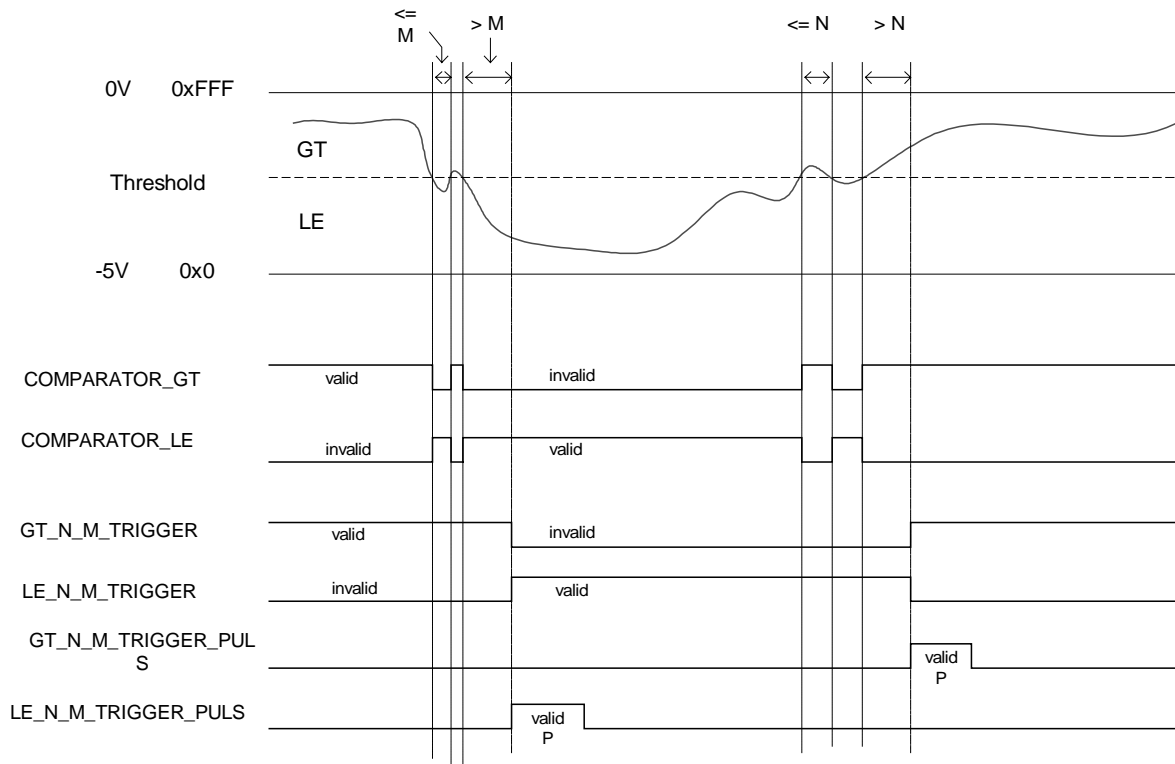 <=
M
> M
<= N
> N
0V 0xFFF
GT
Threshold
LE
-5V 0x0
COMPARATOR_GT
valid
invalid
COMPARATOR_LE
invalid
valid
GT_N_M_TRIGGER
valid
invalid
LE_N_M_TRIGGER
invalid
valid
GT_N_M_TRIGGER_PUL
S
valid
P
LE_N_M_TRIGGER_PULS
valid
P